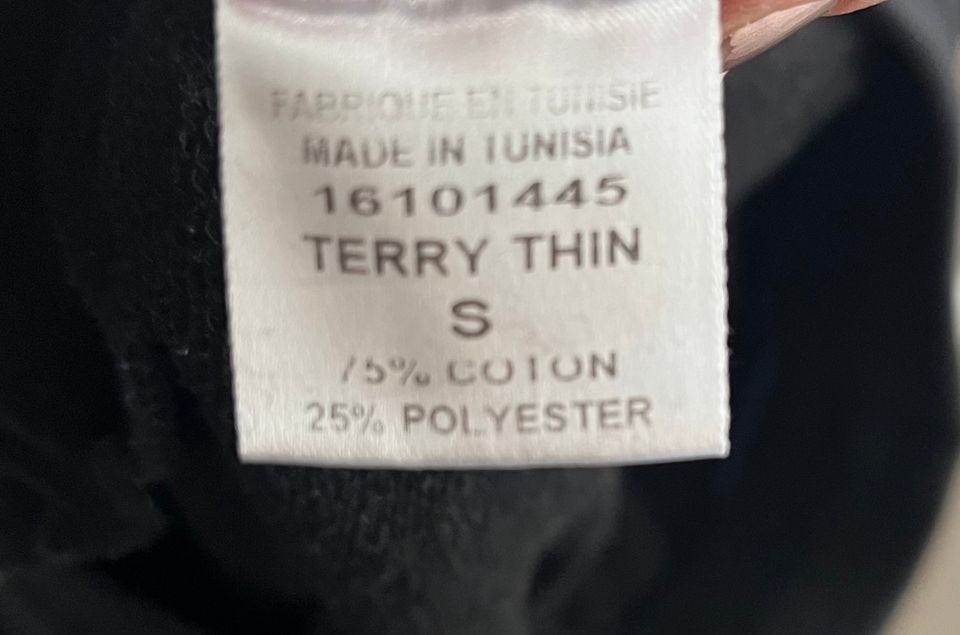 FABRIQUE EN TUNISIE
MADE IN TUNISIA
16101445
TERRY THIN
S
75% COTON
25% POLYESTER